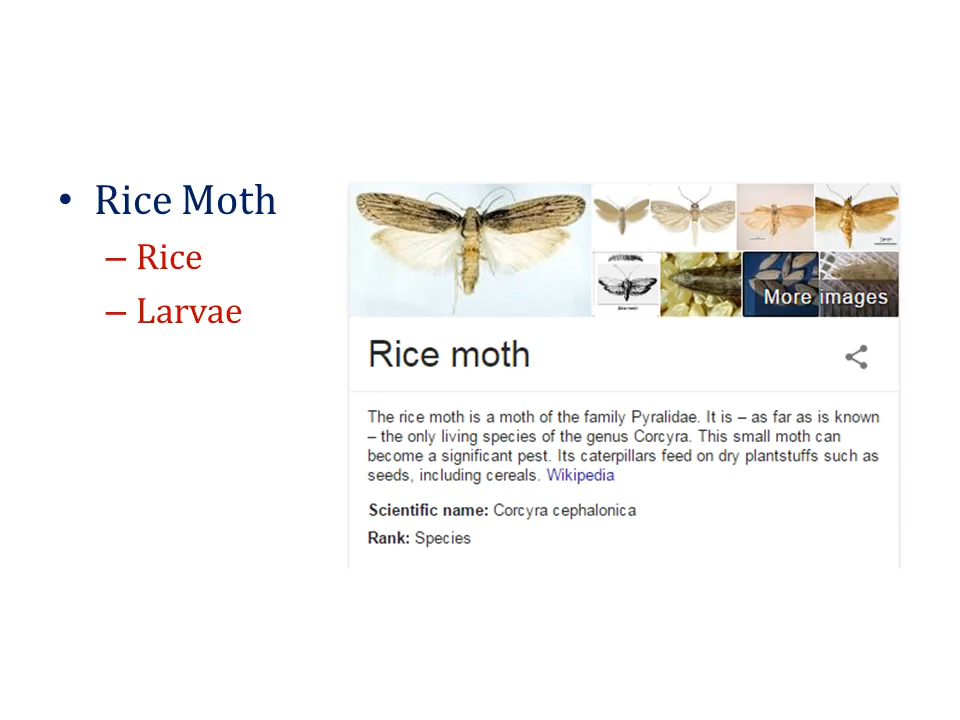 • Rice Moth
– Rice
– Larvae
More images
Rice moth
The rice moth is a moth of the family Pyralidae. It is – as far as is known
– the only living species of the genus Corcyra. This small moth can
become a significant pest. Its caterpillars feed on dry plantstuffs such as
seeds, including cereals. Wikipedia
Scientific name: Corcyra cephalonica
Rank: Species